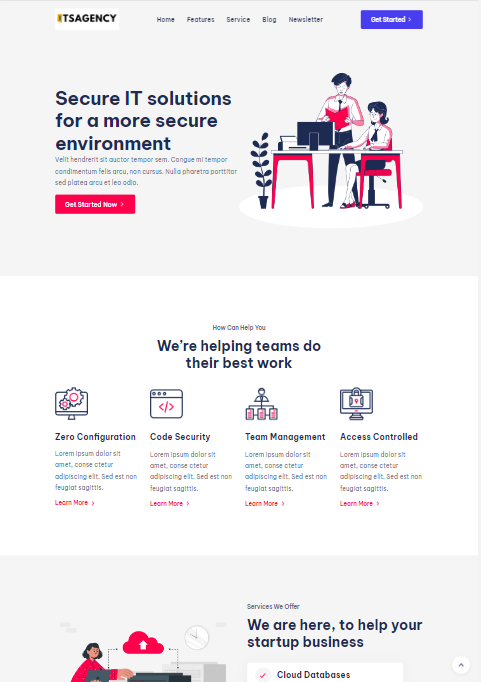 ITSAGENCY
Home Features Service Blog Newsletter
Get Started
Secure IT solutions
for a more secure
environment
Velit hendrerit sit auctor tempor sem. Congue mi tempor
condimentum felis arcu, non cursus. Nulla pharetra porttitor
sed platea arcu et leo odio.
Get Started Now
How Can Help You
We're helping teams do
their best work
Zero Configuration
Lorem ipsum dolor sit
amet, conse ctetur
adipiscing elit. Sed est non
feugiat sagittis.
Learn More
Code Security
Lorem ipsum dolor sit
amet, conse ctetur
adipiscing elit. Sed est non
feugiat sagittis.
Learn More
Team Management
Lorem ipsum dolor sit
amet, conse ctetur
adipiscing elit. Sed est non
feugiat sagittis.
Learn More
Access Controlled
Lorem ipsum dolor sit
amet, conse ctetur
adipiscing elit. Sed est non
feugiat sagittis.
Learn More
Services We Offer
We are here, to help your
startup business
Cloud Databases